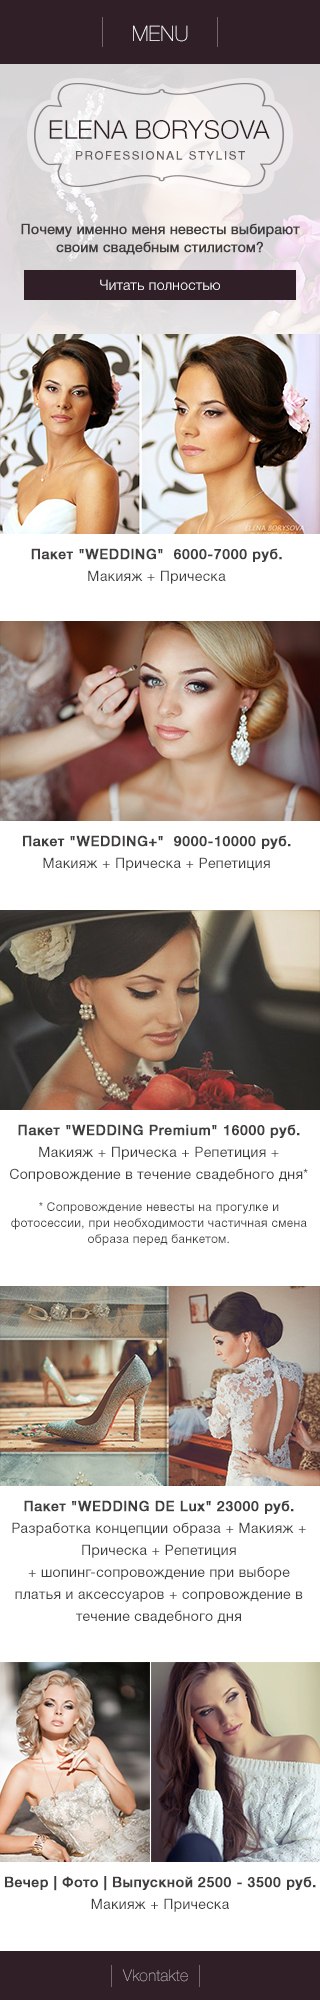 MENU
ELENA BORYSOVA
PROFESSIONAL STYLIST
Почему именно меня невесты выбирают
своим свадебным стилистом?
Читать полностью
ELENA BORYSOVA
Пакет "WEDDING" 6000-7000 руб.
Макияж + Прическа
Пакет "WEDDING+" 9000-10000 руб.
Макияж + Прическа + Репетиция
Пакет "WEDDING Premium" 16000 руб.
Макияж + Прическа + Репетиция +
Сопровождение в течение свадебного дня*
* Сопровождение невесты на прогулке и
фотосессии, при необходимости частичная смена
образа перед банкетом.
Пакет "WEDDING DE Lux" 23000 руб.
Разработка концепции образа + Макияж +
Прическа + Репетиция
+ шопинг-сопровождение при выборе
платья и аксессуаров + сопровождение в
течение свадебного дня
Вечер | Фото | Выпускной 2500 - 3500 руб.
Макияж + Прическа
Vkontakte